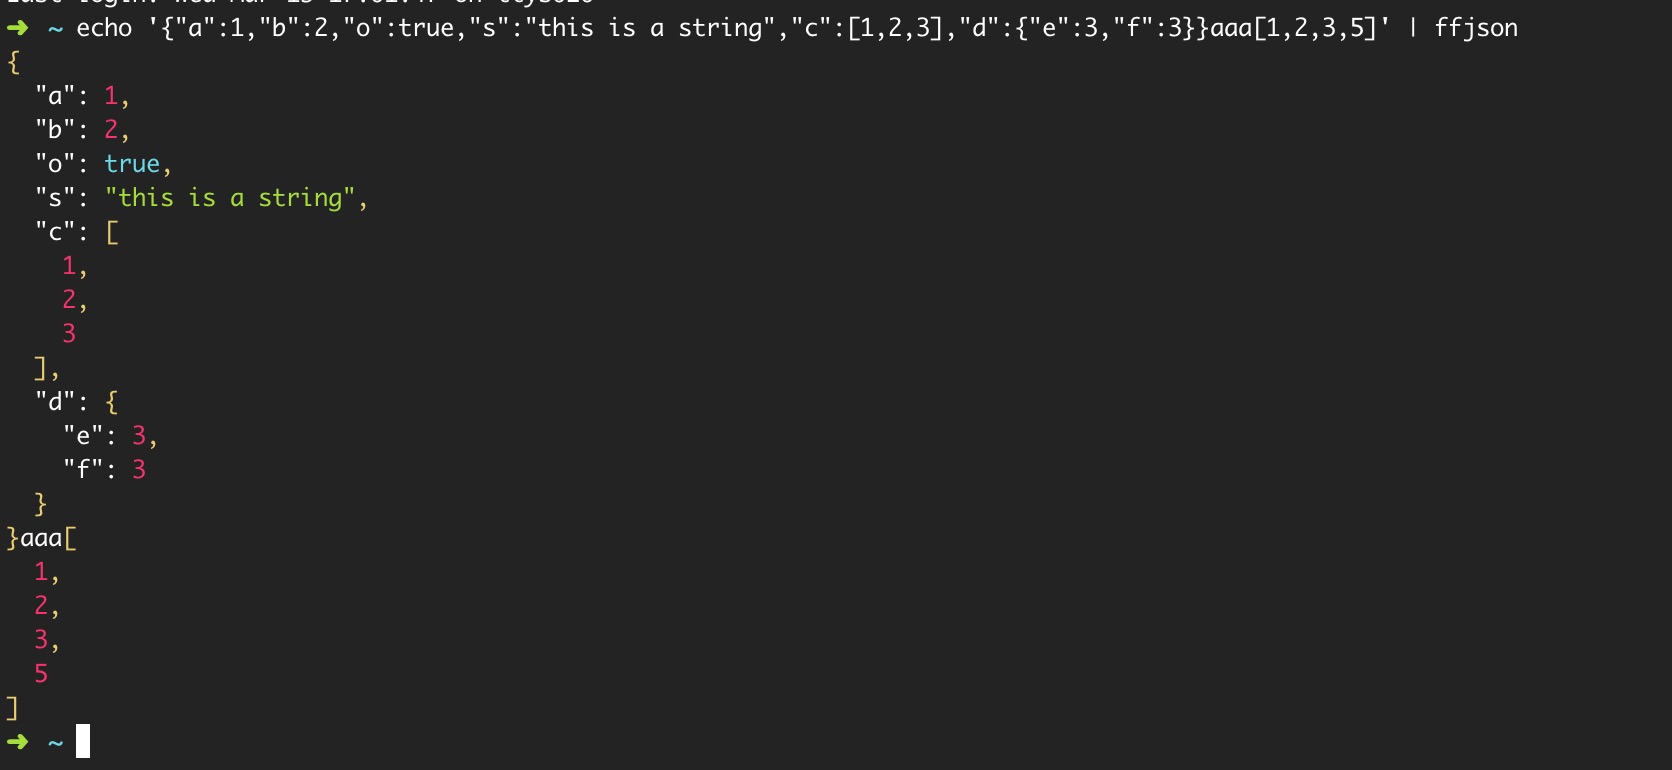 ➜ ~ echo '{"a":1,"b":2,"o":true,"s":"this is a string","c":[1,2,3],"d":{"e":3,"f":3}}aaa[1,2,3,5]' | ffjson
{
  "a": 1,
  "b": 2,
  "o": true,
  "s": "this is a string",
  "c": [
    1,
    2,
    3
  ],
  "d": {
    "e": 3,
    "f": 3
  }
}aaa[
  1,
  2,
  3,
  5
]
➜ ~